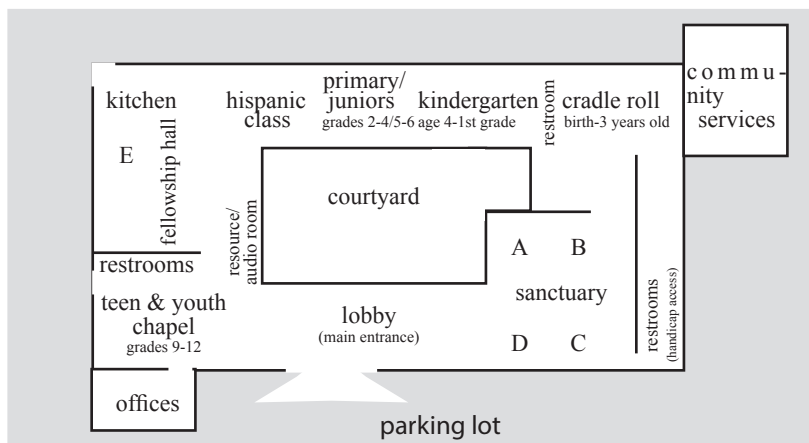 commu-
nity
services
kitchen
hispanic
class
primary/
juniors
grades 2-4/5-6
kindergarten
age 4-1st grade
restroom
cradle roll
birth-3 years old
E
fellowship hall
courtyard
resource/
audio room
restrooms
A
B
sanctuary
D
C
restrooms
(handicap access)
teen & youth
chapel
grades 9-12
lobby
(main entrance)
offices
parking lot